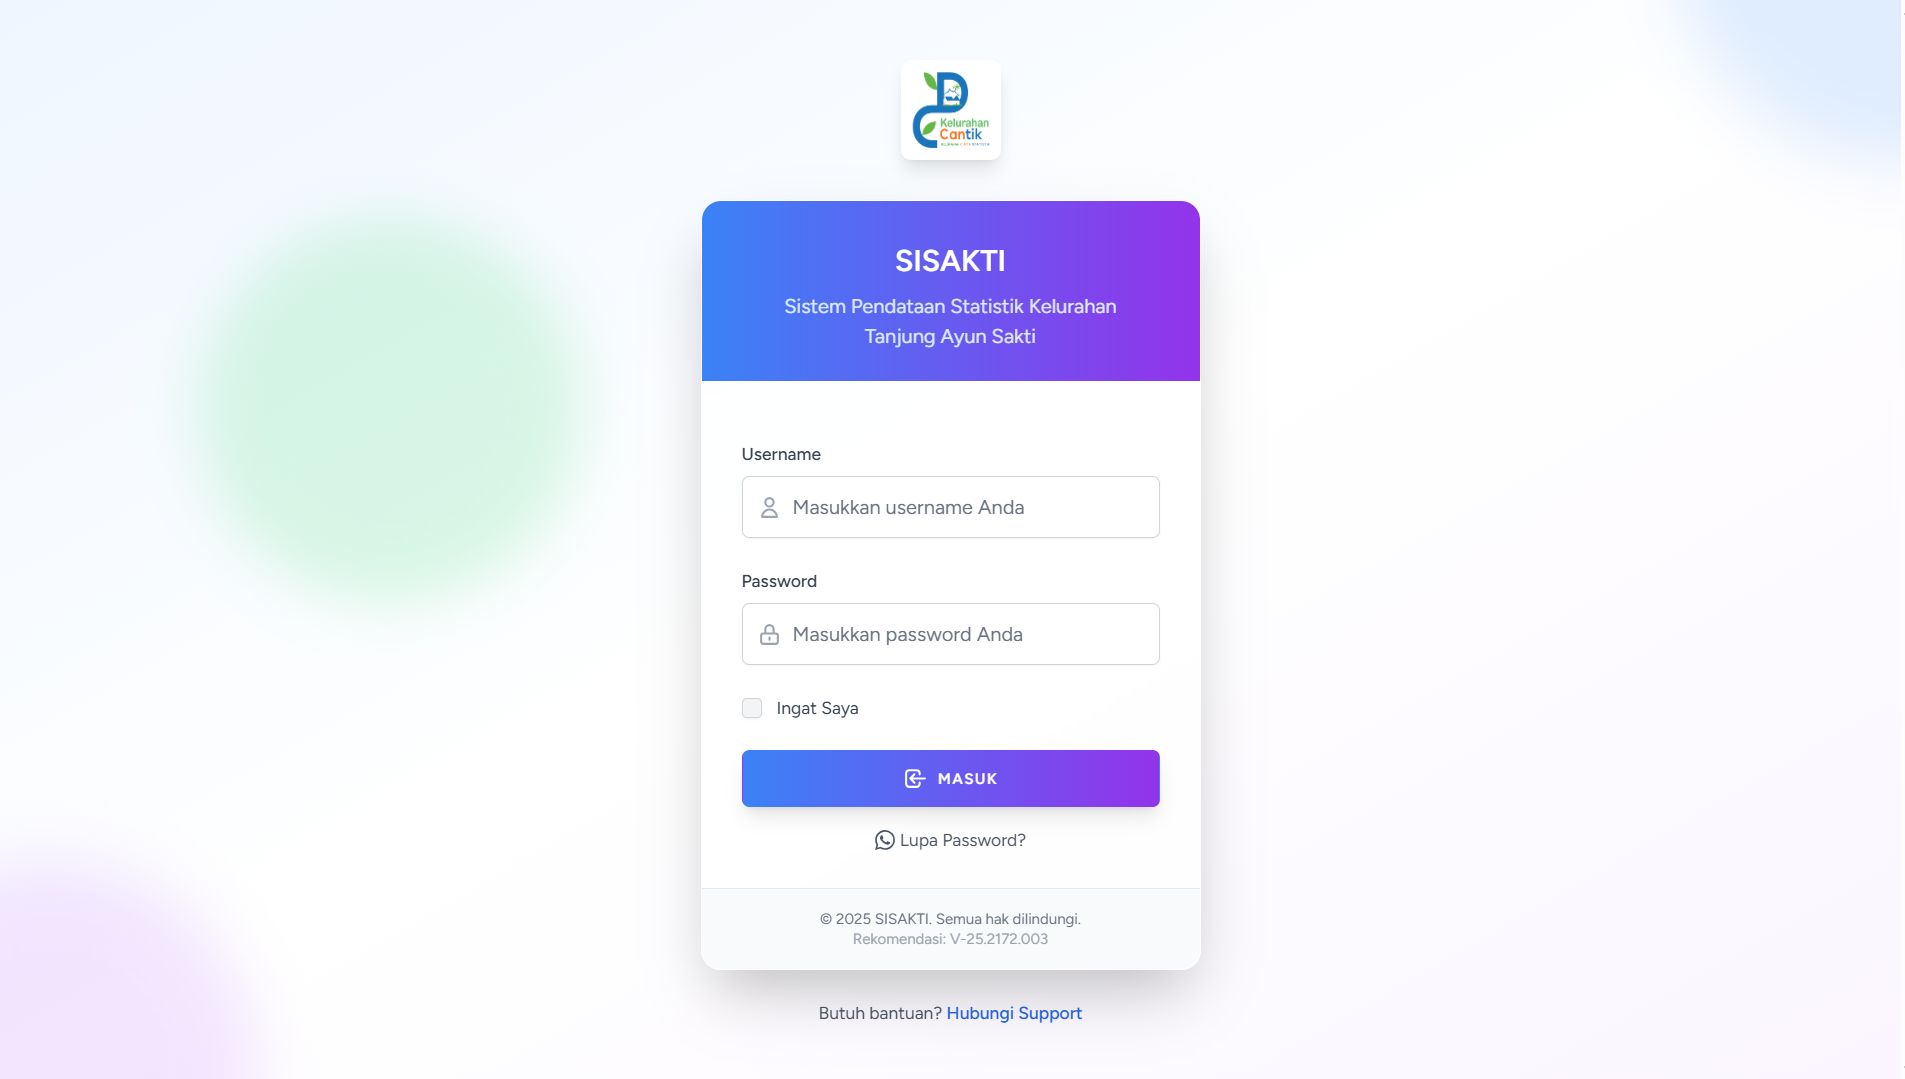 Kelurahan
Cantik
SISAKTI
Sistem Pendataan Statistik Kelurahan
Tanjung Ayun Sakti
Username
Masukkan username Anda
Password
Masukkan password Anda
Ingat Saya
MASUK
Lupa Password?
© 2025 SISAKTI. Semua hak dilindungi.
Rekomendasi: V-25.2172.003
Butuh bantuan? Hubungi Support